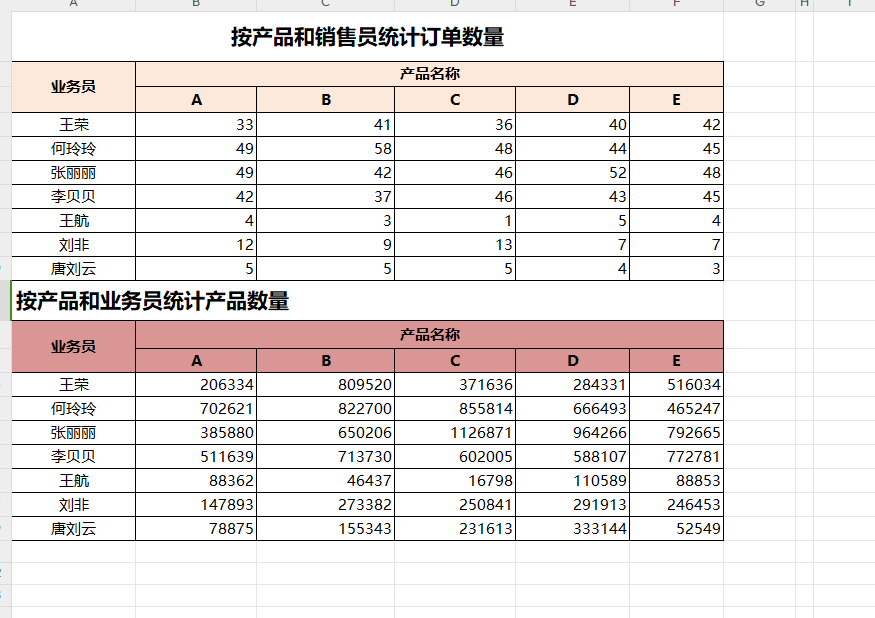 A B C D E F G H I
按产品和销售员统计订单数量
业务员 产品名称
A B C D E
王荣 33 41 36 40 42
何玲玲 49 58 48 44 45
张丽丽 49 42 46 52 48
李贝贝 42 37 46 43 45
王航 4 3 1 5 4
刘非 12 9 13 7 7
唐刘云 5 5 5 4 3
按产品和业务员统计产品数量
业务员 产品名称
A B C D E
王荣 206334 809520 371636 284331 516034
何玲玲 702621 822700 855814 666493 465247
张丽丽 385880 650206 1126871 964266 792665
李贝贝 511639 713730 602005 588107 772781
王航 88362 46437 16798 110589 88853
刘非 147893 273382 250841 291913 246453
唐刘云 78875 155343 231613 333144 52549